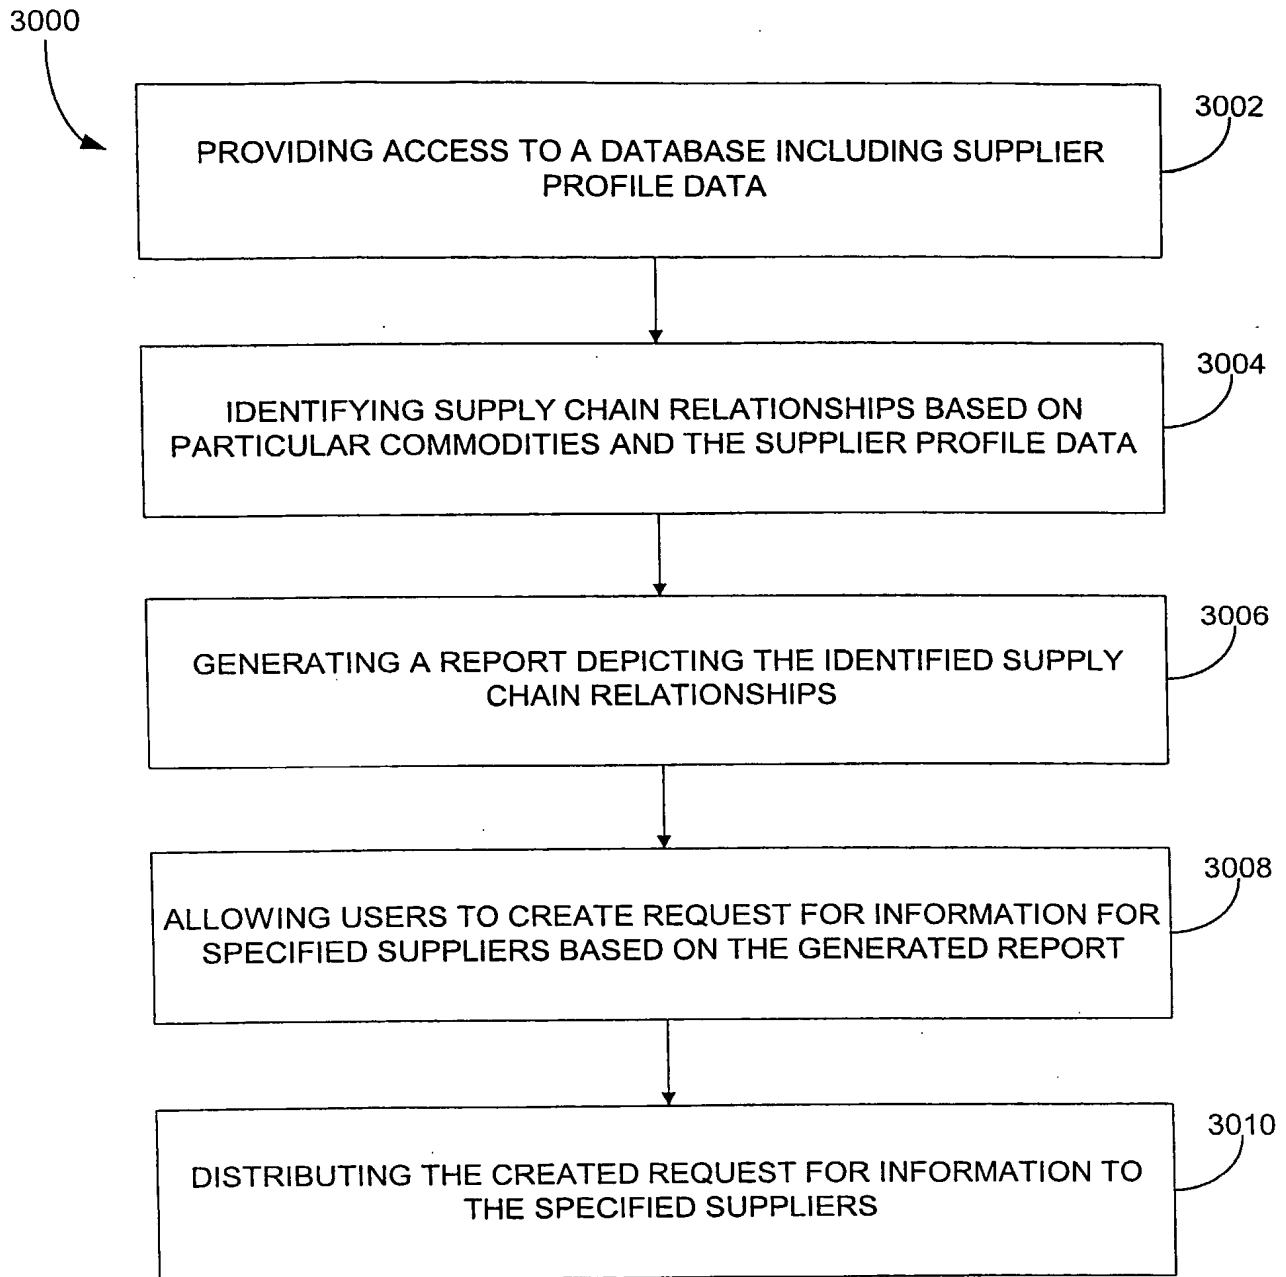 3000
3002
PROVIDING ACCESS TO A DATABASE INCLUDING SUPPLIER
PROFILE DATA
3004
IDENTIFYING SUPPLY CHAIN RELATIONSHIPS BASED ON
PARTICULAR COMMODITIES AND THE SUPPLIER PROFILE DATA
3006
GENERATING A REPORT DEPICTING THE IDENTIFIED SUPPLY
CHAIN RELATIONSHIPS
3008
ALLOWING USERS TO CREATE REQUEST FOR INFORMATION FOR
SPECIFIED SUPPLIERS BASED ON THE GENERATED REPORT
3010
DISTRIBUTING THE CREATED REQUEST FOR INFORMATION TO
THE SPECIFIED SUPPLIERS